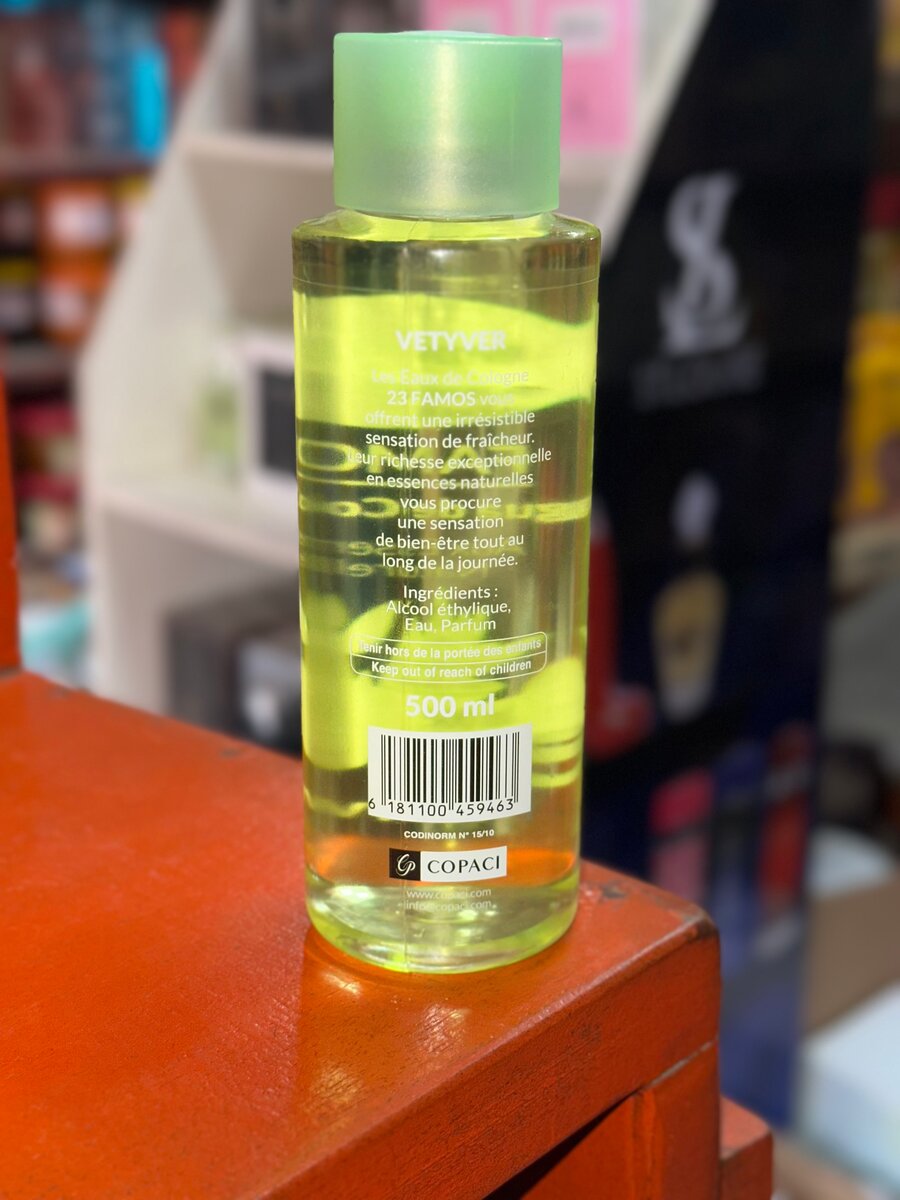 VETYVER
Les Eaux de Cologne
23 FAMOS vous
offrent une irrésistible
sensation de fraîcheur.
Leur richesse exceptionnelle
en essences naturelles
vous procure
une sensation
de bien-être tout au
long de la journée.
Ingrédients :
Alcool éthylique,
Eau, Parfum
Tenir hors de la portée des enfants
Keep out of reach of children
500 ml
6 181100 459463
CODINORM N° 15/10
CP COPACI
www.copaci.com
info@copaci.com